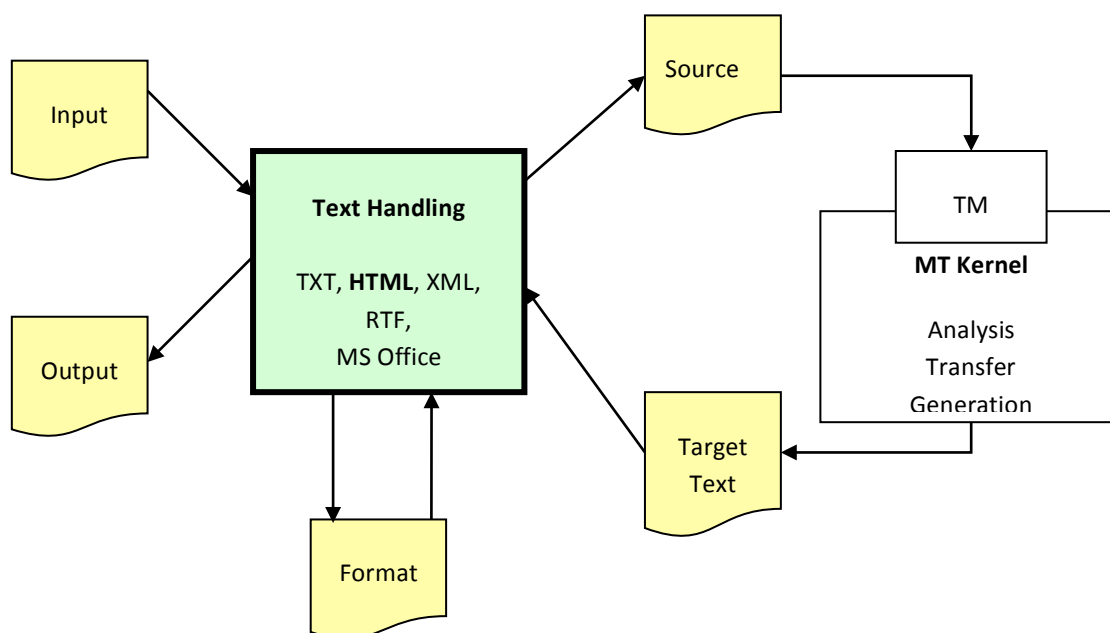 Input
Output
Text Handling
TXT, HTML, XML,
RTF,
MS Office
Format
Source
TM
MT Kernel
Analysis
Transfer
Generation
Target
Text